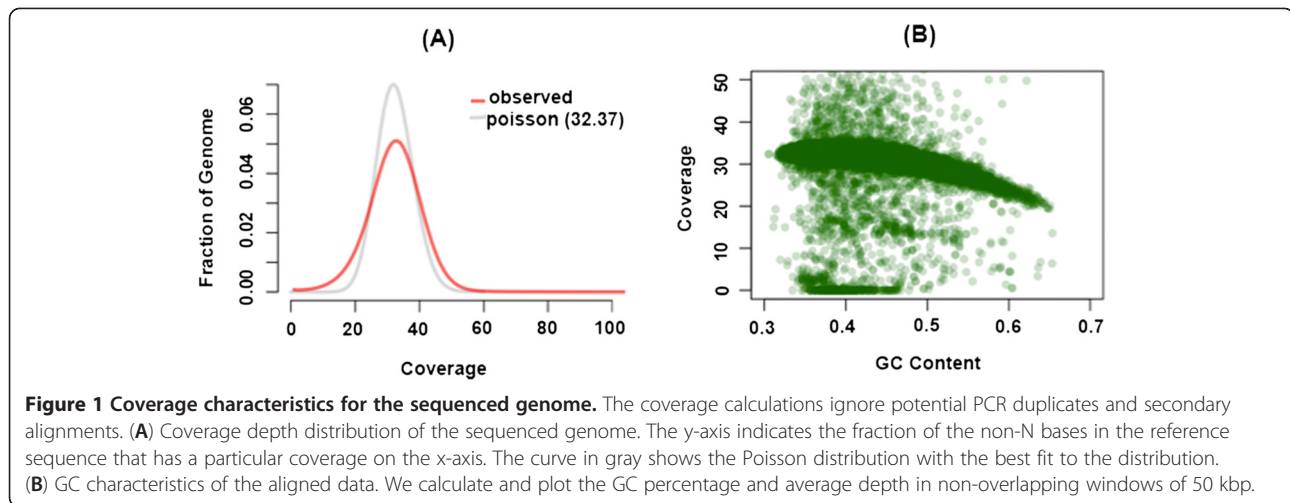 (A)
Fraction of Genome
0.06
0.04
0.02
0.00
observed
poisson (32.37)
0 20 40 60 80 100
Coverage
(B)
Coverage
50
40
30
20
10
0
0.3 0.4 0.5 0.6 0.7
GC Content
Figure 1 Coverage characteristics for the sequenced genome. The coverage calculations ignore potential PCR duplicates and secondary
alignments. (A) Coverage depth distribution of the sequenced genome. The y-axis indicates the fraction of the non-N bases in the reference
sequence that has a particular coverage on the x-axis. The curve in gray shows the Poisson distribution with the best fit to the distribution.
(B) GC characteristics of the aligned data. We calculate and plot the GC percentage and average depth in non-overlapping windows of 50 kbp.